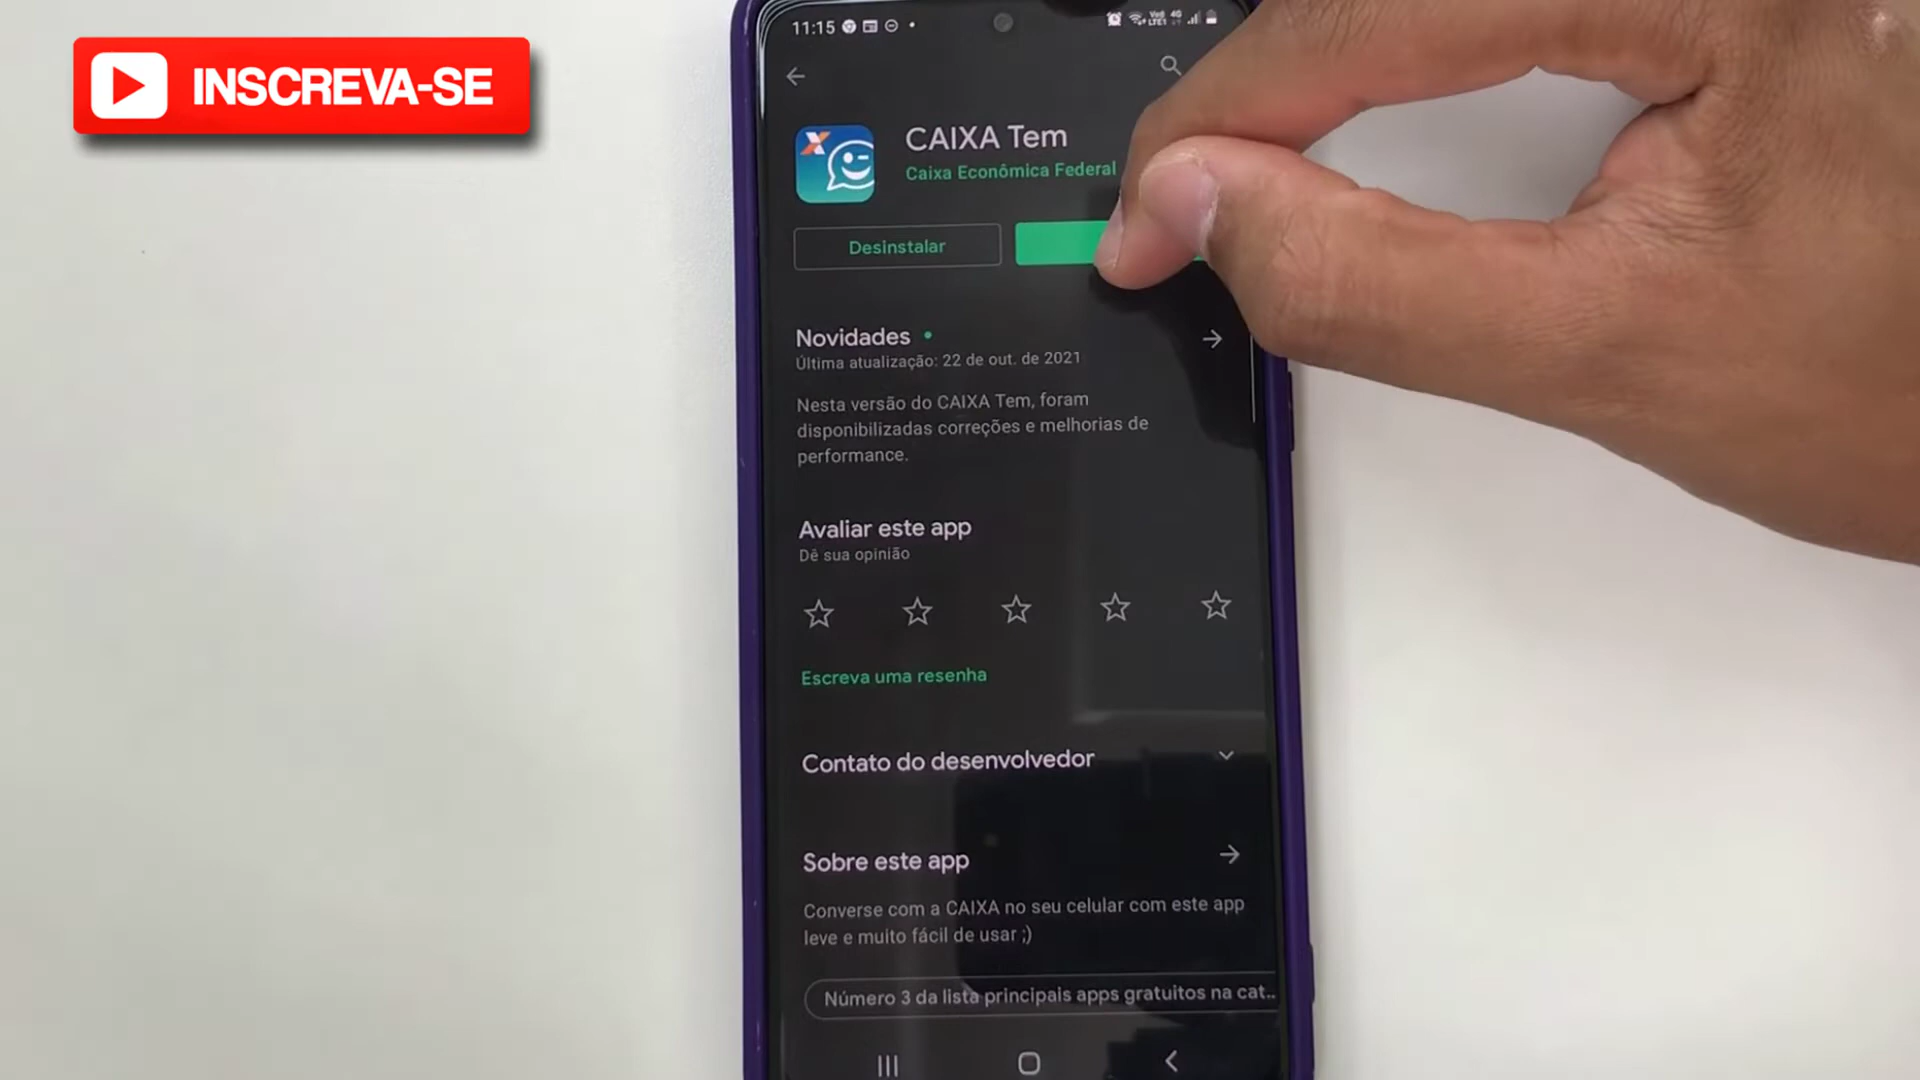 INSCREVA-SE
11:15
CAIXA Tem
Caixa Econômica Federal
Desinstalar
Novidades
Última atualização: 22 de out. de 2021
Nesta versão do CAIXA Tem, foram
disponibilizadas correções e melhorias de
performance.
Avaliar este app
Dê sua opinião
Escreva uma resenha
Contato do desenvolvedor
Sobre este app
Converse com a CAIXA no seu celular com este app
leve e muito fácil de usar ;)
Número 3 da lista principais apps gratuitos na cat...